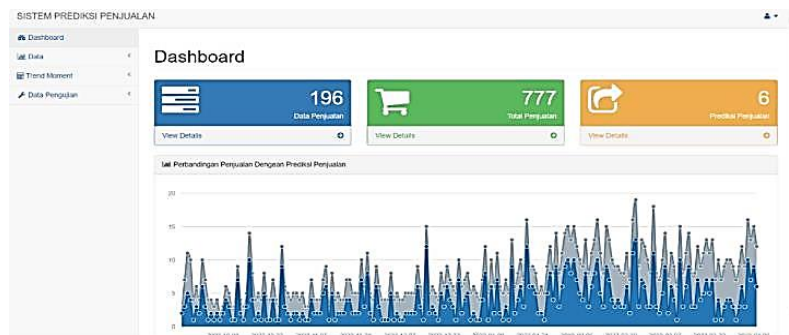 SISTEM PREDIKSI PENJUALAN
Dashboard
Data
Trend Moment
Data Pengujian
Dashboard
196
Data Penjualan
View Details
777
Total Penjualan
View Details
6
Prediksi Penjualan
View Details
Perbandingan Penjualan Dengean Prediksi Penjualan
20
15
10
5
0